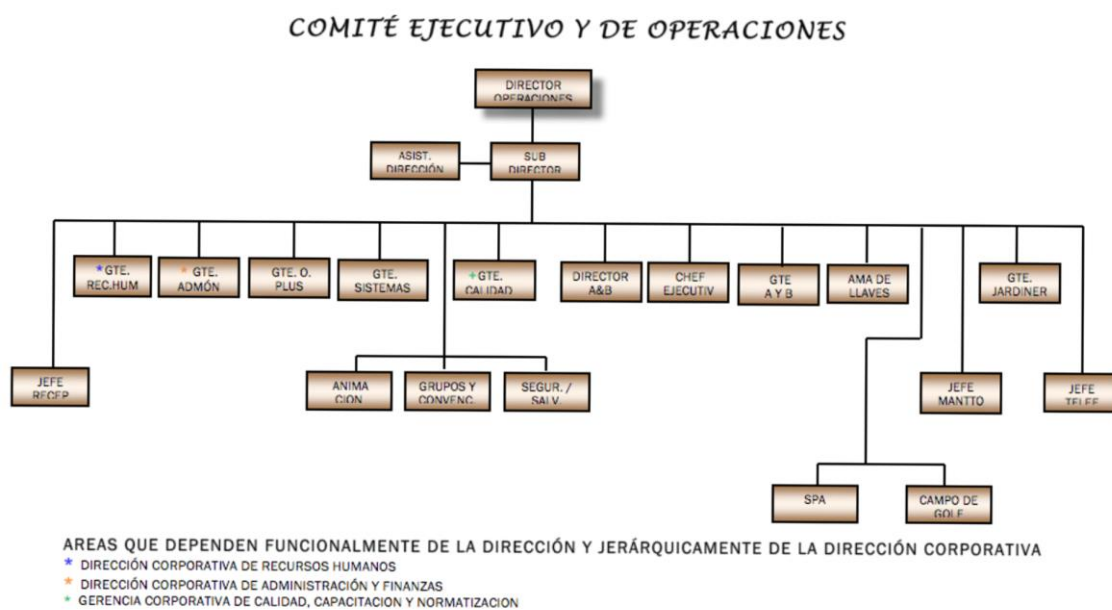 COMITÉ EJECUTIVO Y DE OPERACIONES
DIRECTOR
OPERACIONES
ASIST.
DIRECCIÓN
SUB
DIRECTOR
* GTE.
REC.HUM
* GTE.
ADMÓN
GTE. O.
PLUS
GTE.
SISTEMAS
+GTE.
CALIDAD
DIRECTOR
A&B
CHEF
EJECUTIV
GTE
A Y B
AMA DE
LLAVES
GTE.
JARDINER
JEFE
RECEP
ANIMA
CION
GRUPOS Y
CONVENC
SEGUR. /
SALV.
JEFE
MANTTO
JEFE
TELEF
SPA
CAMPO DE
GOLF
AREAS QUE DEPENDEN FUNCIONALMENTE DE LA DIRECCIÓN Y JERÁRQUICAMENTE DE LA DIRECCIÓN CORPORATIVA
* DIRECCIÓN CORPORATIVA DE RECURSOS HUMANOS
* DIRECCIÓN CORPORATIVA DE ADMINISTRACIÓN Y FINANZAS
* GERENCIA CORPORATIVA DE CALIDAD, CAPACITACION Y NORMATIZACION